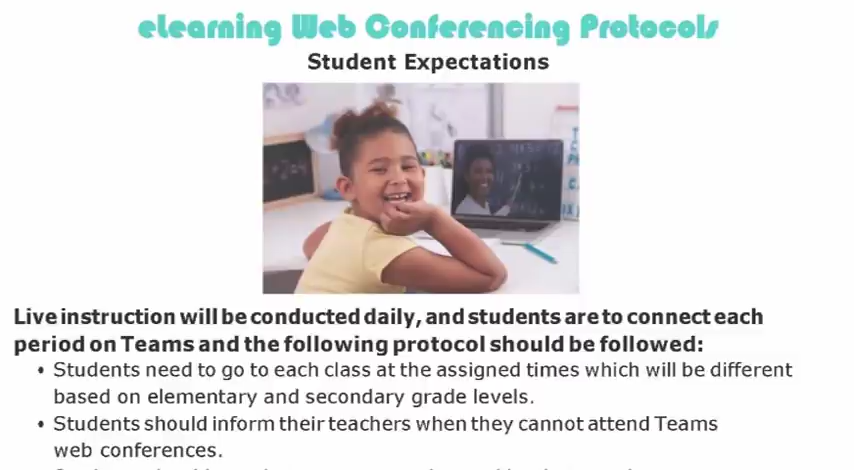 eLearning Web Conferencing Protocols
Student Expectations
Live instruction will be conducted daily, and students are to connect each
period on Teams and the following protocol should be followed:
• Students need to go to each class at the assigned times which will be different
based on elementary and secondary grade levels.
• Students should inform their teachers when they cannot attend Teams
web conferences.